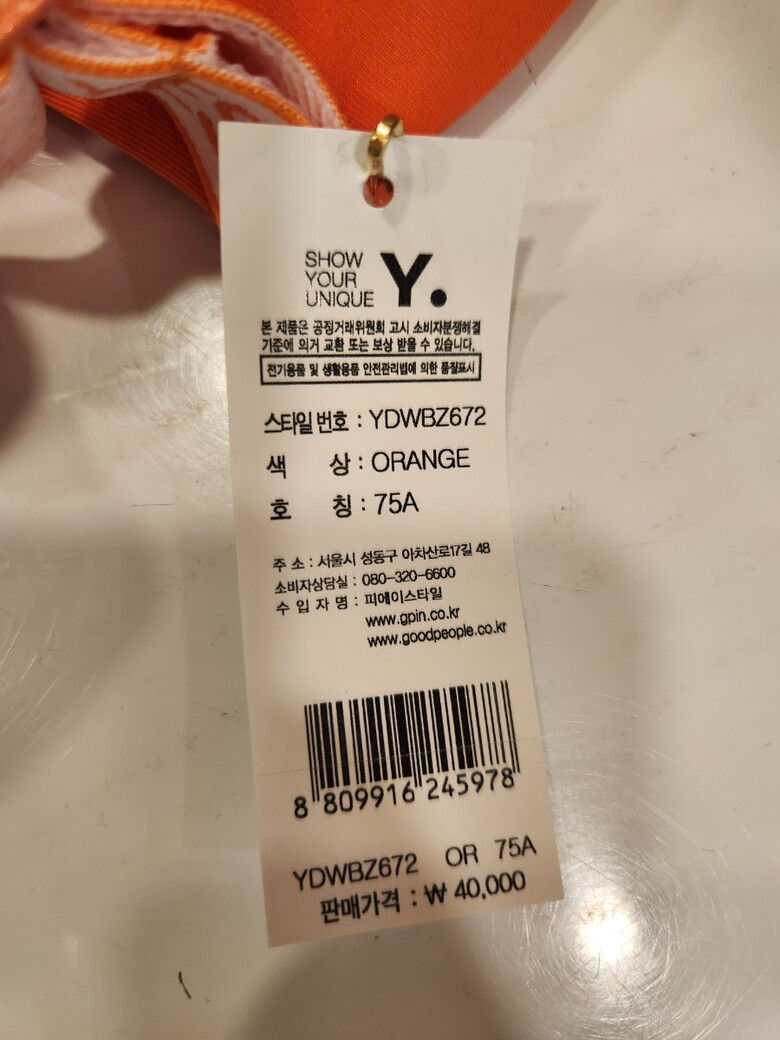 SHOW
YOUR
UNIQUE
Y.
본 제품은 공정거래위원회 고시 소비자분쟁해결
기준에 의거 교환 또는 보상 받을 수 있습니다.
전기용품 및 생활용품 안전관리법에 의한 품질표시
스타일 번호 : YDWBZ672
색 상 : ORANGE
호 칭 : 75A
주 소 : 서울시 성동구 아차산로17길 48
소비자상담실 : 080-320-6600
수 입 자 명 : 피에이스타일
www.gpin.co.kr
www.goodpeople.co.kr
8 809916 245978
YDWBZ672 OR 75A
판매가격 : ₩ 40,000